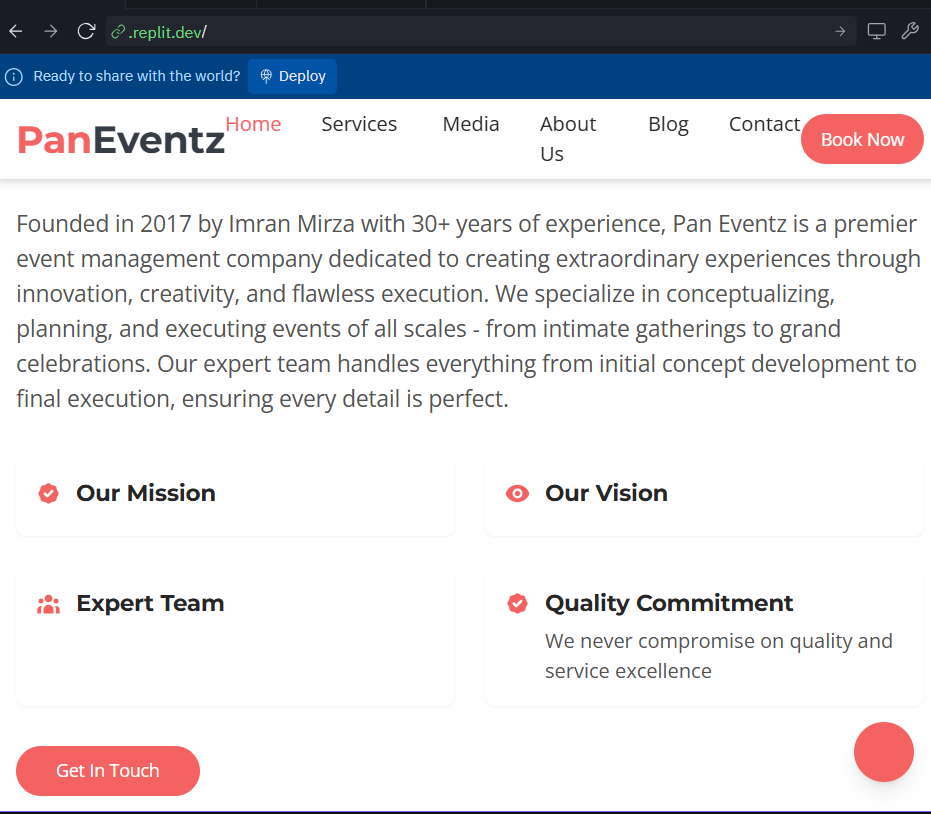 .replit.dev/
Ready to share with the world? Deploy
PanEventz Home Services Media About Us Blog Contact Book Now
Founded in 2017 by Imran Mirza with 30+ years of experience, Pan Eventz is a premier
event management company dedicated to creating extraordinary experiences through
innovation, creativity, and flawless execution. We specialize in conceptualizing,
planning, and executing events of all scales - from intimate gatherings to grand
celebrations. Our expert team handles everything from initial concept development to
final execution, ensuring every detail is perfect.
Our Mission
Our Vision
Expert Team
Quality Commitment
We never compromise on quality and
service excellence
Get In Touch